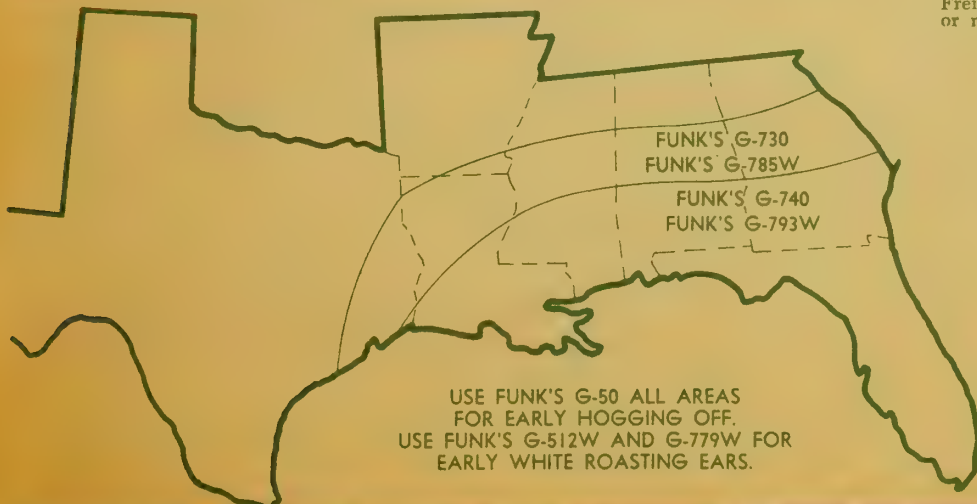 or
FUNK'S G-730
FUNK'S G-785W
FUNK'S G-740
FUNK'S G-793W
USE FUNK'S G-50 ALL AREAS
FOR EARLY HOGGING OFF.
USE FUNK'S G-512W AND G-779W FOR
EARLY WHITE ROASTING EARS.